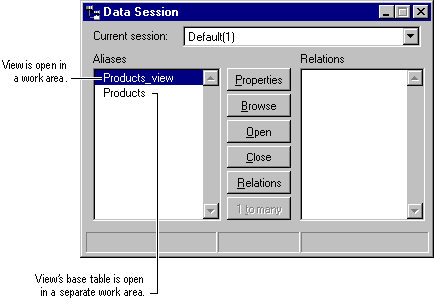 Data Session
Current session:
Default(1)
Aliases
Relations
View is open in
a work area.
Products_view
Products
Properties
Browse
Open
Close
Relations
1 to many
View's base table is open
in a separate work area.